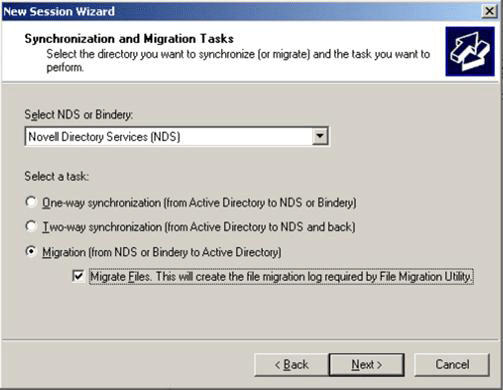 New Session Wizard
Synchronization and Migration Tasks
Select the directory you want to synchronize (or migrate) and the task you want to
perform.
Select NDS or Bindery:
Novell Directory Services (NDS)
Select a task:
One-way synchronization (from Active Directory to NDS or Bindery)
Two-way synchronization (from Active Directory to NDS and back)
Migration (from NDS or Bindery to Active Directory)
Migrate Files. This will create the file migration log required by File Migration Utility.
< Back
Next >
Cancel